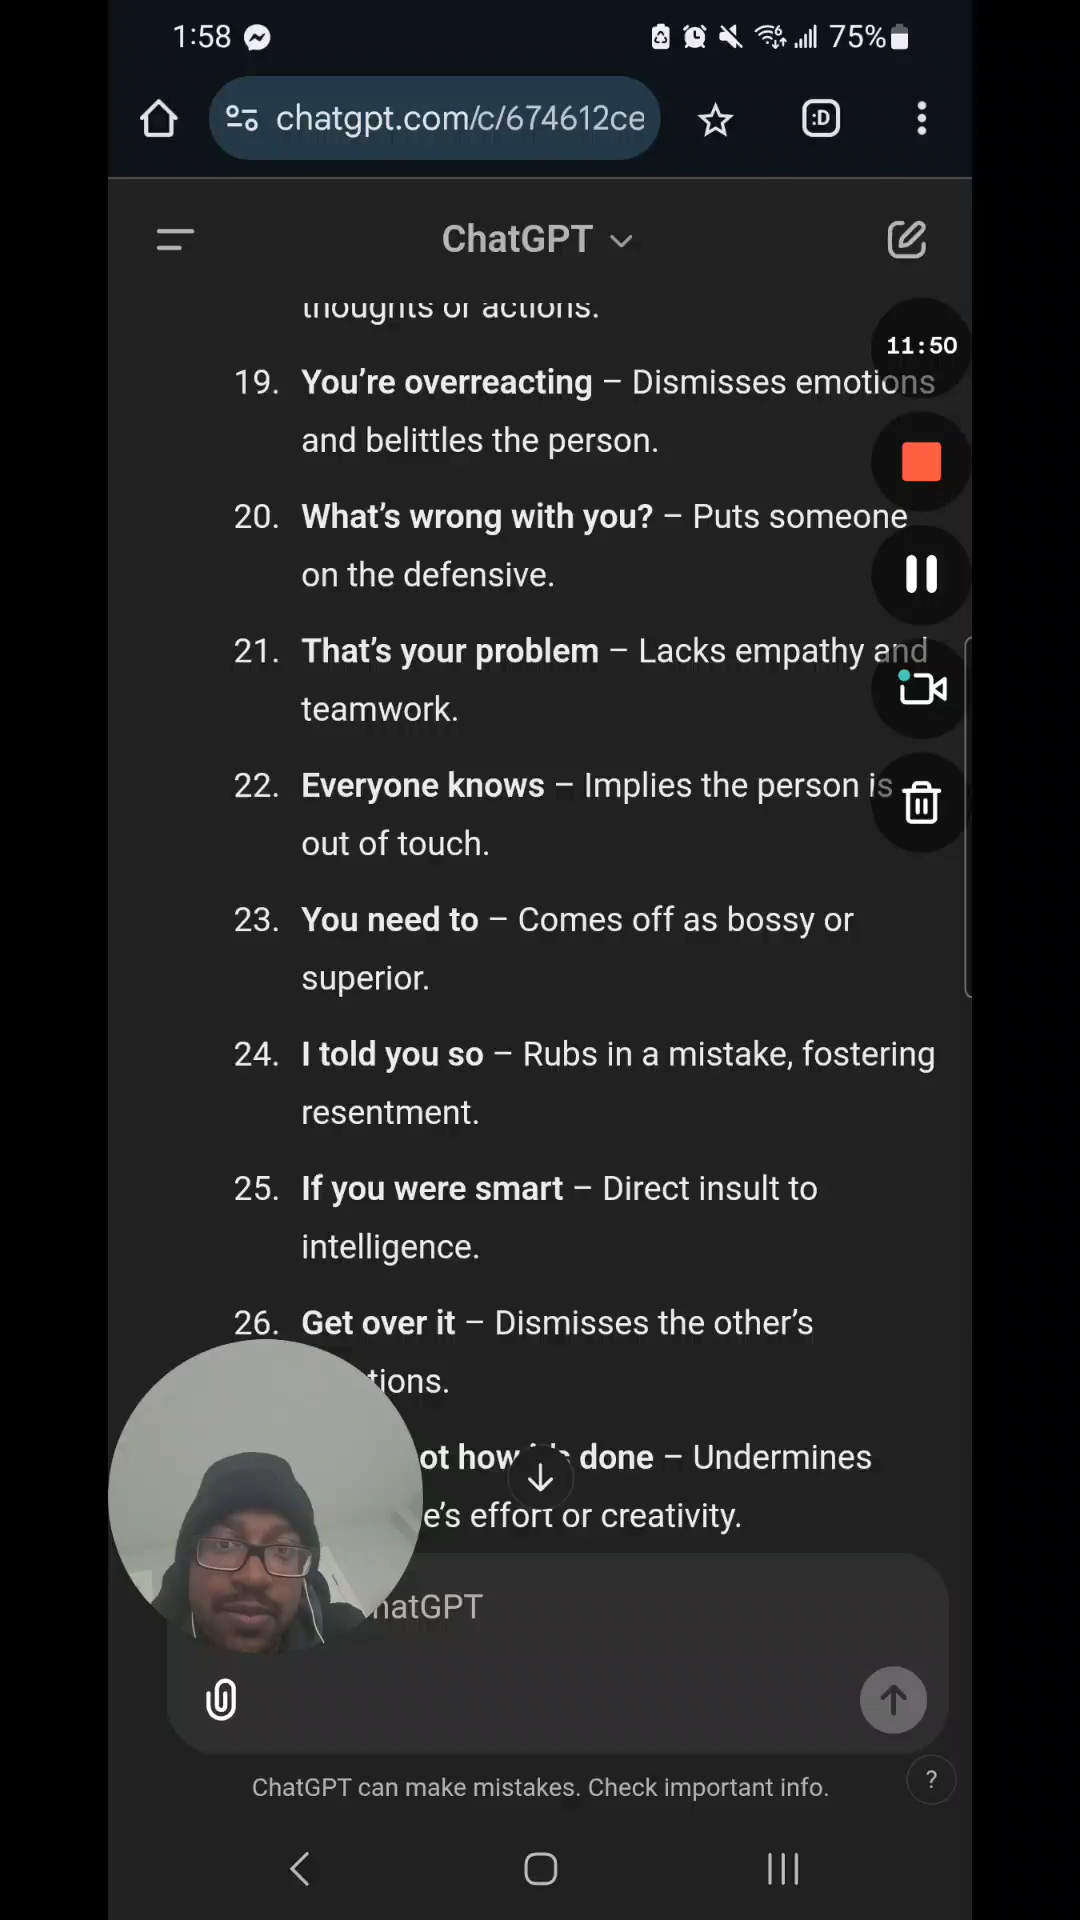 1:58
75%
chatgpt.com/c/674612ce
:D
ChatGPT
thoughts or actions.
11:50
19. You’re overreacting – Dismisses emotions
and belittles the person.
20. What’s wrong with you? – Puts someone
on the defensive.
21. That’s your problem – Lacks empathy and
teamwork.
22. Everyone knows – Implies the person is
out of touch.
23. You need to – Comes off as bossy or
superior.
24. I told you so – Rubs in a mistake, fostering
resentment.
25. If you were smart – Direct insult to
intelligence.
26. Get over it – Dismisses the other’s
tions.
ot how it's done – Undermines
e’s effort or creativity.
hatGPT
ChatGPT can make mistakes. Check important info.
?